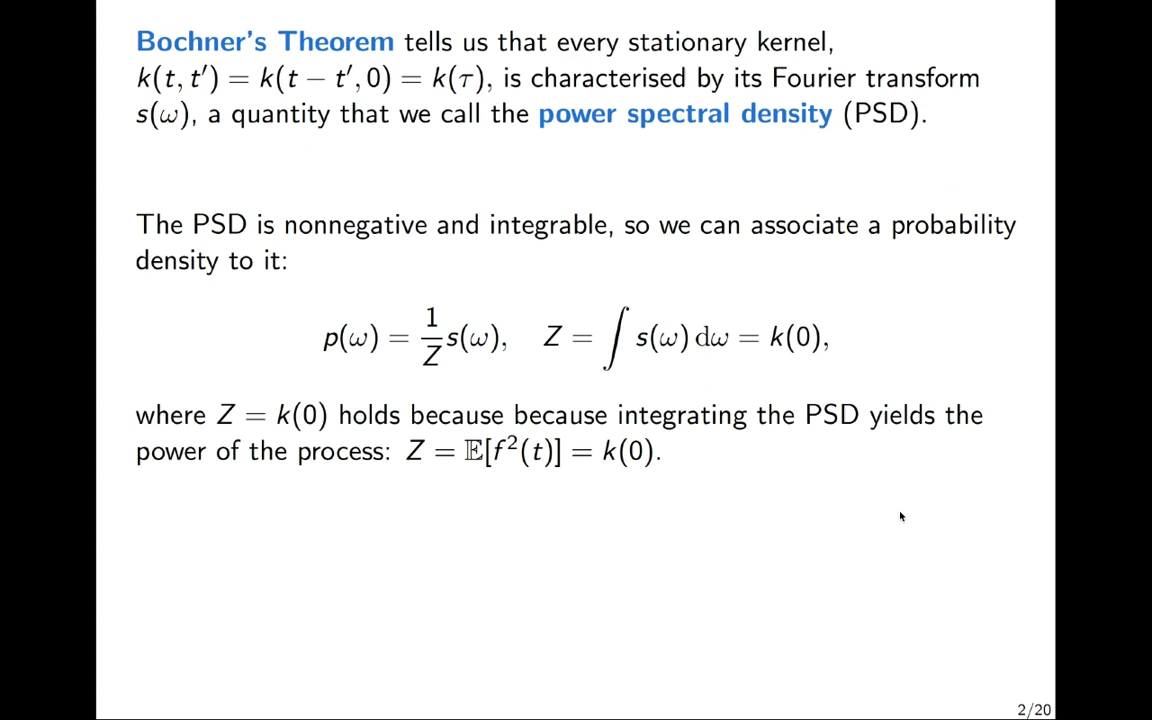 Bochner's Theorem tells us that every stationary kernel,
k(t, t′) = k(t − t′, 0) = k(τ), is characterised by its Fourier transform
s(ω), a quantity that we call the power spectral density (PSD).
The PSD is nonnegative and integrable, so we can associate a probability
density to it:
p(ω) = 1/Z s(ω), Z = ∫ s(ω) dω = k(0),
where Z = k(0) holds because because integrating the PSD yields the
power of the process: Z = 𝔼[f²(t)] = k(0).
2/20